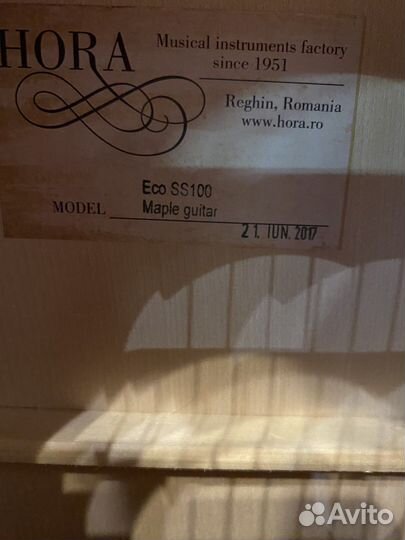 HORA
Musical instruments factory
since 1951
Reghin, Romania
www.hora.ro
Eco SS100
MODEL Maple guitar
21. IUN. 2017
Avito